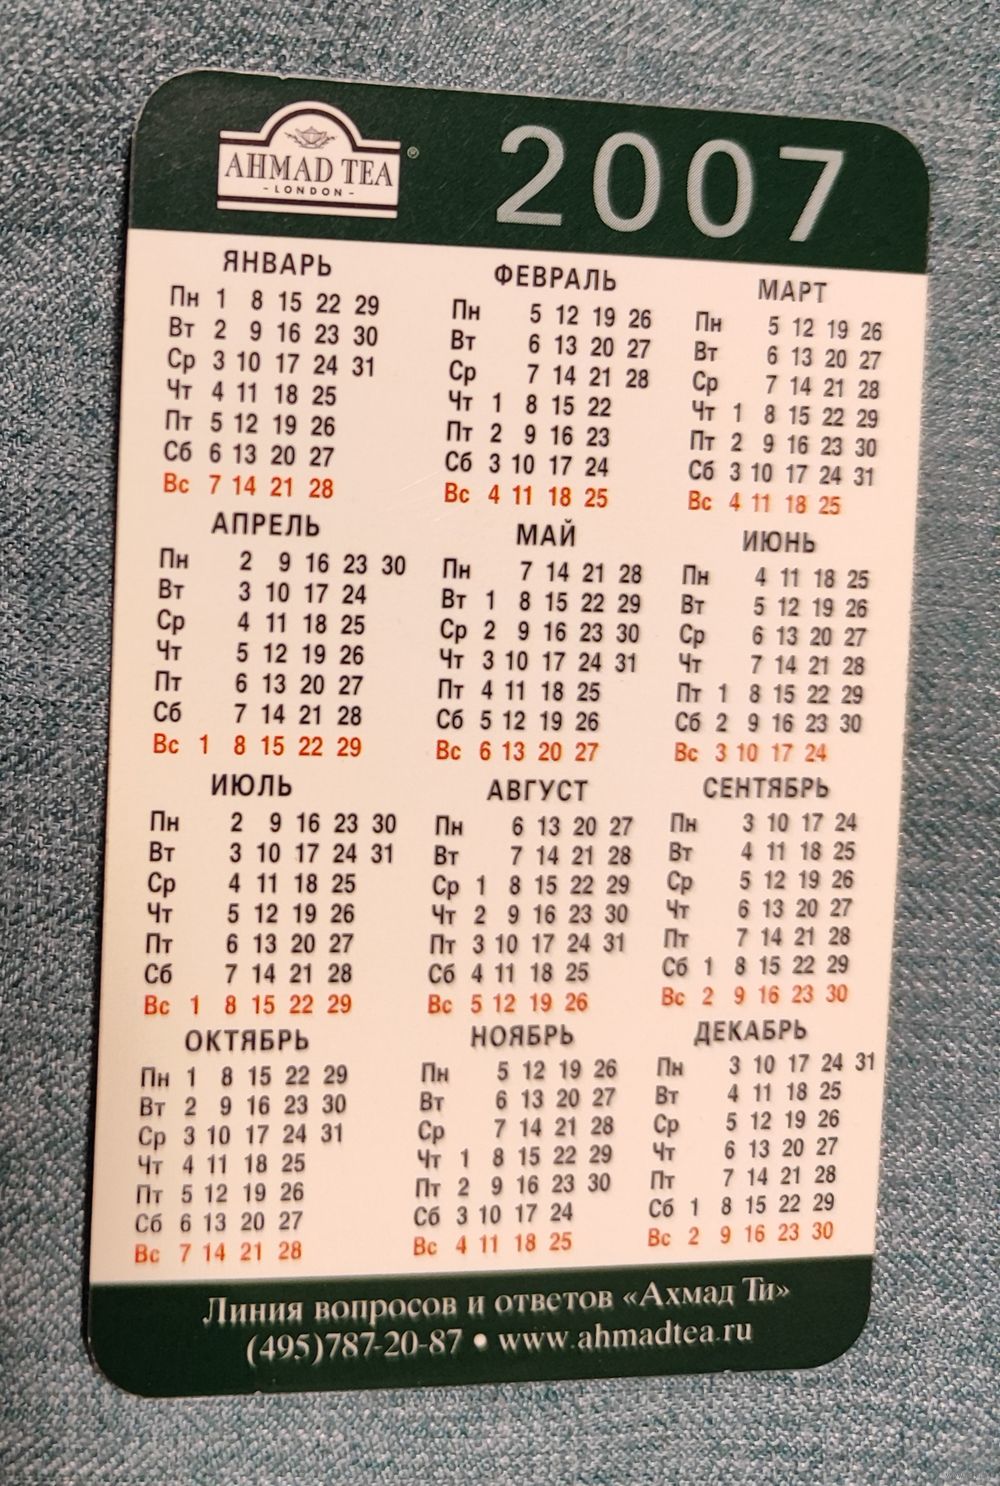 AHMAD TEA®
- LONDON -
2007
ЯНВАРЬ
Пн 1 8 15 22 29
Вт 2 9 16 23 30
Ср 3 10 17 24 31
Чт 4 11 18 25
Пт 5 12 19 26
Сб 6 13 20 27
Вс 7 14 21 28
ФЕВРАЛЬ
Пн 5 12 19 26
Вт 6 13 20 27
Ср 7 14 21 28
Чт 1 8 15 22
Пт 2 9 16 23
Сб 3 10 17 24
Вс 4 11 18 25
МАРТ
Пн 5 12 19 26
Вт 6 13 20 27
Ср 7 14 21 28
Чт 1 8 15 22 29
Пт 2 9 16 23 30
Сб 3 10 17 24 31
Вс 4 11 18 25
АПРЕЛЬ
Пн 2 9 16 23 30
Вт 3 10 17 24
Ср 4 11 18 25
Чт 5 12 19 26
Пт 6 13 20 27
Сб 7 14 21 28
Вс 1 8 15 22 29
МАЙ
Пн 7 14 21 28
Вт 1 8 15 22 29
Ср 2 9 16 23 30
Чт 3 10 17 24 31
Пт 4 11 18 25
Сб 5 12 19 26
Вс 6 13 20 27
ИЮНЬ
Пн 4 11 18 25
Вт 5 12 19 26
Ср 6 13 20 27
Чт 7 14 21 28
Пт 1 8 15 22 29
Сб 2 9 16 23 30
Вс 3 10 17 24
ИЮЛЬ
Пн 2 9 16 23 30
Вт 3 10 17 24 31
Ср 4 11 18 25
Чт 5 12 19 26
Пт 6 13 20 27
Сб 7 14 21 28
Вс 1 8 15 22 29
АВГУСТ
Пн 6 13 20 27
Вт 7 14 21 28
Ср 1 8 15 22 29
Чт 2 9 16 23 30
Пт 3 10 17 24 31
Сб 4 11 18 25
Вс 5 12 19 26
СЕНТЯБРЬ
Пн 3 10 17 24
Вт 4 11 18 25
Ср 5 12 19 26
Чт 6 13 20 27
Пт 7 14 21 28
Сб 1 8 15 22 29
Вс 2 9 16 23 30
ОКТЯБРЬ
Пн 1 8 15 22 29
Вт 2 9 16 23 30
Ср 3 10 17 24 31
Чт 4 11 18 25
Пт 5 12 19 26
Сб 6 13 20 27
Вс 7 14 21 28
НОЯБРЬ
Пн 5 12 19 26
Вт 6 13 20 27
Ср 7 14 21 28
Чт 1 8 15 22 29
Пт 2 9 16 23 30
Сб 3 10 17 24
Вс 4 11 18 25
ДЕКАБРЬ
Пн 3 10 17 24 31
Вт 4 11 18 25
Ср 5 12 19 26
Чт 6 13 20 27
Пт 7 14 21 28
Сб 1 8 15 22 29
Вс 2 9 16 23 30
Линия вопросов и ответов «Ахмад Ти»
(495)787-20-87 • www.ahmadtea.ru